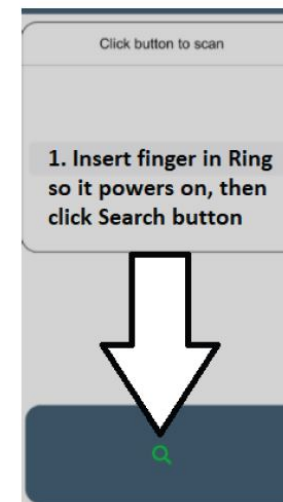 Click button to scan
1. Insert finger in Ring
so it powers on, then
click Search button